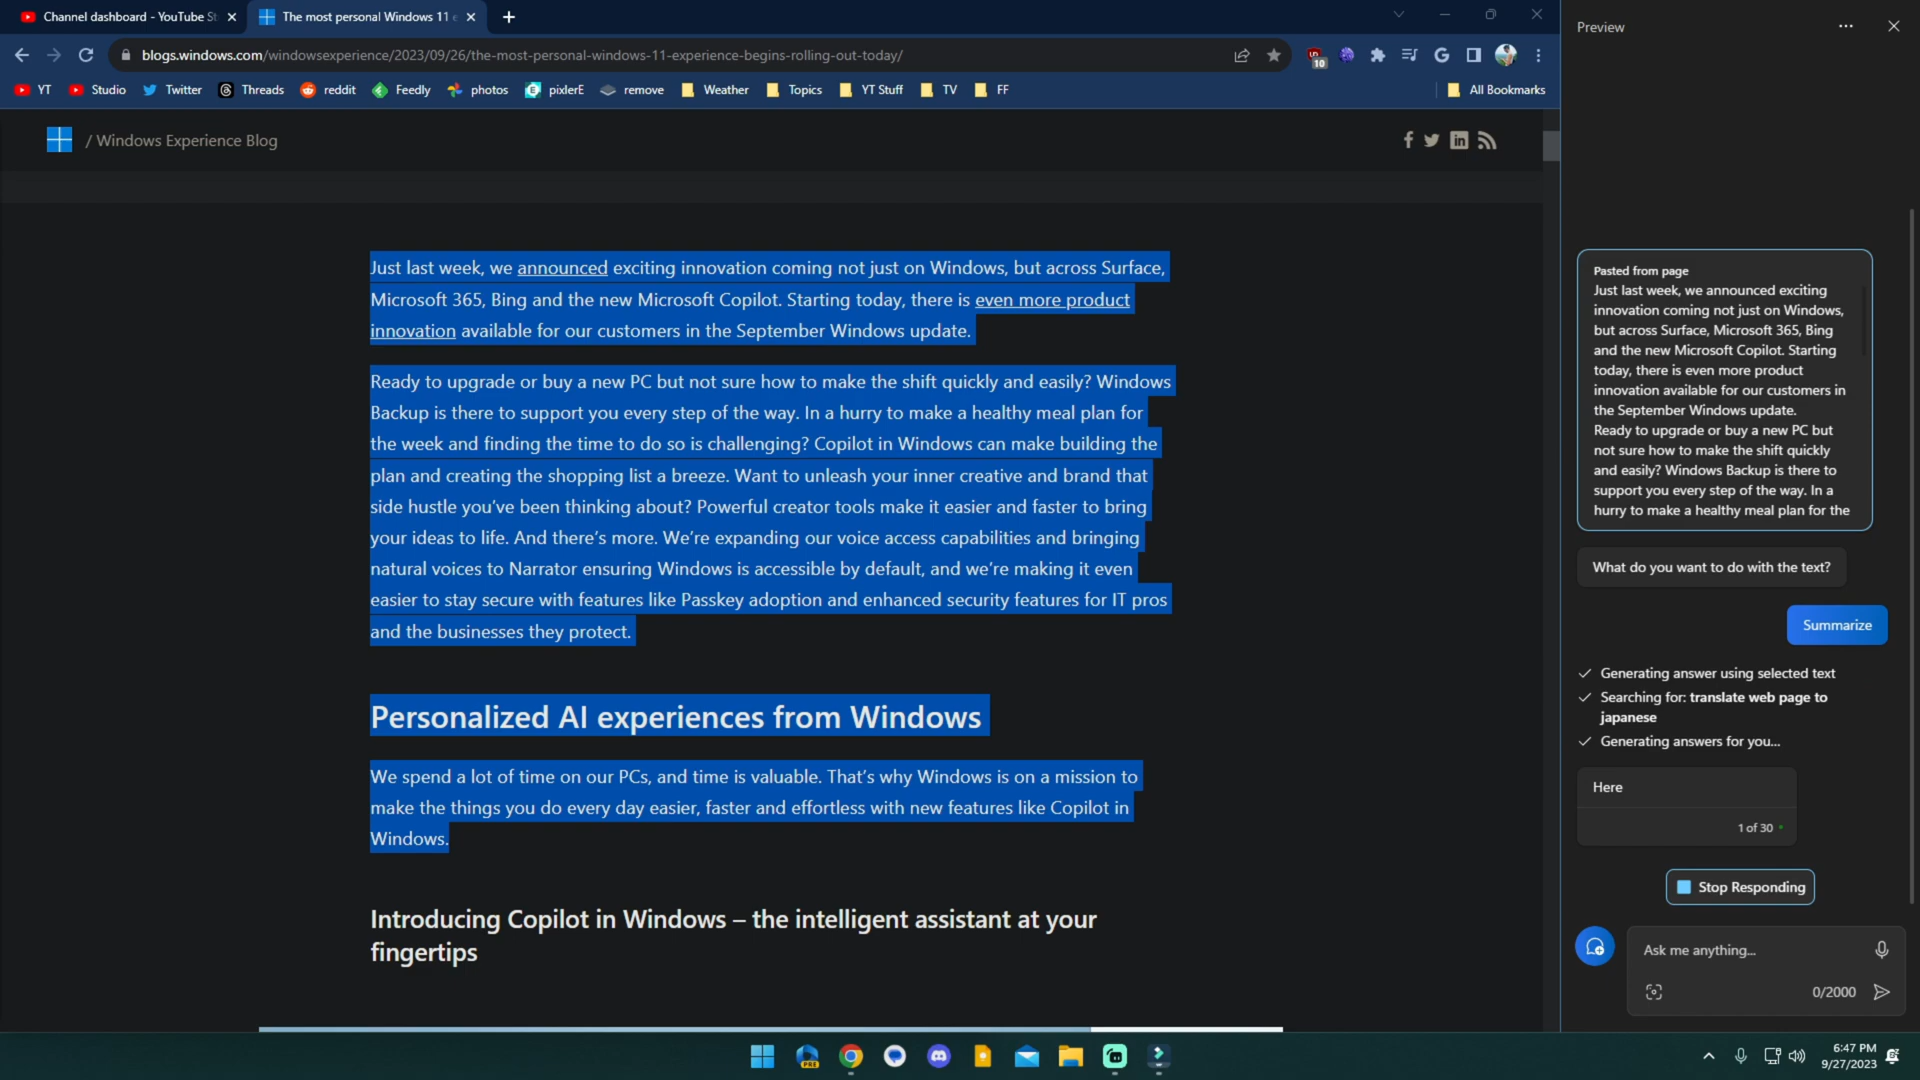 Channel dashboard - YouTube St
The most personal Windows 11 e
blogs.windows.com/windowsexperience/2023/09/26/the-most-personal-windows-11-experience-begins-rolling-out-today/
10
YT
Studio
Twitter
Threads
reddit
Feedly
photos
pixlerE
remove
Weather
Topics
YT Stuff
TV
FF
All Bookmarks
/ Windows Experience Blog
Just last week, we announced exciting innovation coming not just on Windows, but across Surface,
Microsoft 365, Bing and the new Microsoft Copilot. Starting today, there is even more product
innovation available for our customers in the September Windows update.
Ready to upgrade or buy a new PC but not sure how to make the shift quickly and easily? Windows
Backup is there to support you every step of the way. In a hurry to make a healthy meal plan for
the week and finding the time to do so is challenging? Copilot in Windows can make building the
plan and creating the shopping list a breeze. Want to unleash your inner creative and brand that
side hustle you’ve been thinking about? Powerful creator tools make it easier and faster to bring
your ideas to life. And there’s more. We’re expanding our voice access capabilities and bringing
natural voices to Narrator ensuring Windows is accessible by default, and we’re making it even
easier to stay secure with features like Passkey adoption and enhanced security features for IT pros
and the businesses they protect.
Personalized AI experiences from Windows
We spend a lot of time on our PCs, and time is valuable. That’s why Windows is on a mission to
make the things you do every day easier, faster and effortless with new features like Copilot in
Windows.
Introducing Copilot in Windows – the intelligent assistant at your
fingertips
Preview
Pasted from page
Just last week, we announced exciting
innovation coming not just on Windows,
but across Surface, Microsoft 365, Bing
and the new Microsoft Copilot. Starting
today, there is even more product
innovation available for our customers in
the September Windows update.
Ready to upgrade or buy a new PC but
not sure how to make the shift quickly
and easily? Windows Backup is there to
support you every step of the way. In a
hurry to make a healthy meal plan for the
What do you want to do with the text?
Summarize
Generating answer using selected text
Searching for: translate web page to
japanese
Generating answers for you...
Here
1 of 30
Stop Responding
Ask me anything...
0/2000
PRE
6:47 PM
9/27/2023